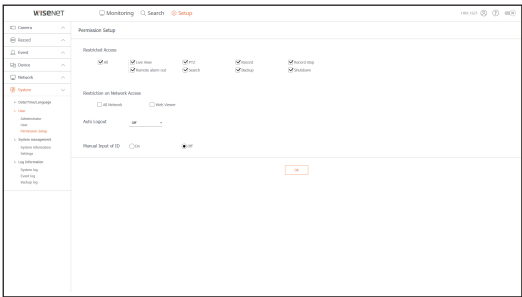 WISENET Monitoring Search Setup
Camera
Permission Setup
Record
Event
Device
Network
System
Date/Time/Language
User
Administrator
User
Permission Setup
System management
System information
Settings
Log Information
System log
Event log
Backup log
Restricted Access
All Live View PTZ Record Record stop
Remote alarm out Search Backup Shutdown
Restriction on Network Access
All Network Web Viewer
Auto Logout Off
Manual Input of ID On Off
OK